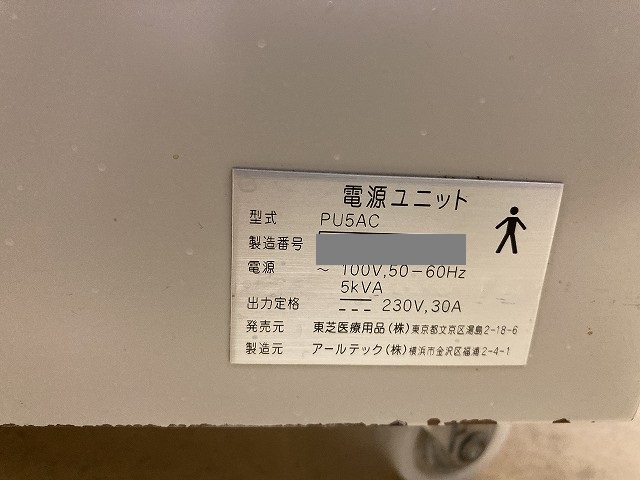 電源ユニット
型式 PU5AC
製造番号
電源 ~ 100V,50-60Hz
5kVA
出力定格 230V,30A
発売元 東芝医療用品(株)東京都文京区湯島2-18-6
製造元 アールテック(株)横浜市金沢区福浦2-4-1